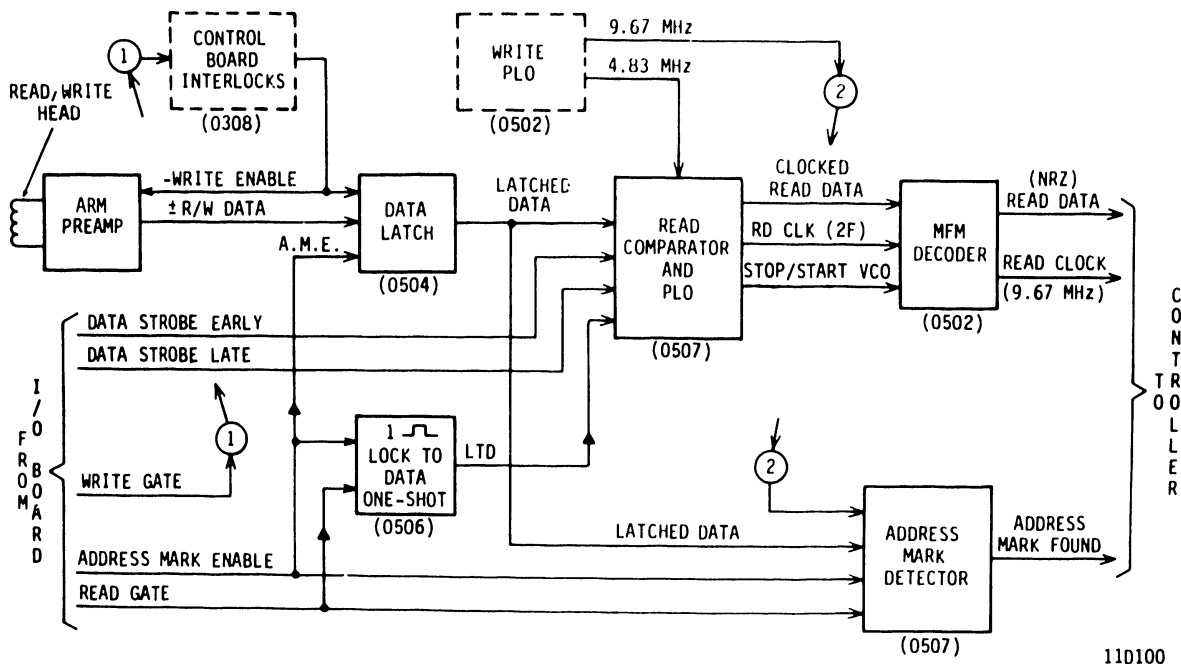 1
CONTROL
BOARD
INTERLOCKS
(0308)
READ/WRITE
HEAD
WRITE
PLO
(0502)
9.67 MHz
4.83 MHz
2
ARM
PREAMP
-WRITE ENABLE
± R/W DATA
A.M.E.
DATA
LATCH
(0504)
LATCHED
DATA
READ
COMPARATOR
AND
PLO
(0507)
CLOCKED
READ DATA
RD CLK (2F)
STOP/START VCO
MFM
DECODER
(0502)
(NRZ)
READ DATA
READ CLOCK
(9.67 MHz)
TO
CONTROLLER
FROM
I/O BOARD
DATA STROBE EARLY
DATA STROBE LATE
1
WRITE GATE
ADDRESS MARK ENABLE
READ GATE
1
LOCK TO
DATA
ONE-SHOT
(0506)
LTD
2
LATCHED DATA
ADDRESS
MARK
DETECTOR
(0507)
ADDRESS
MARK FOUND
11D100